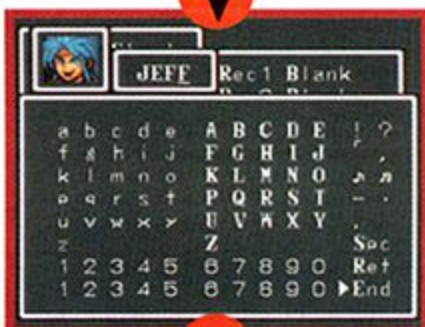 JEFF
Rec1 Blank
a b c d e A B C D E ! ?
f g h i j F G H I J 「 ,
k l m n o K L M N O ♪ ♬
p q r s t P Q R S T - ·
u v w x y U V W X Y .
z Z Spc
1 2 3 4 5 6 7 8 9 0 Ret
1 2 3 4 5 6 7 8 9 0 ▶End